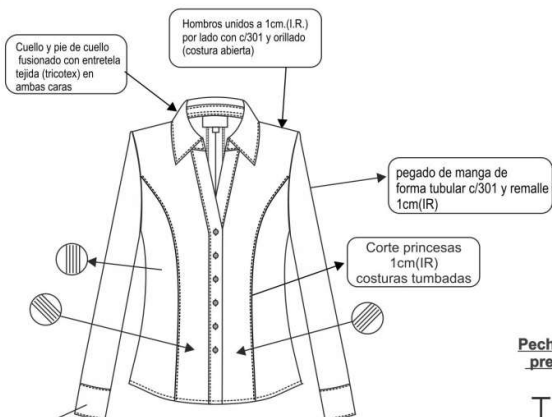 Cuello y pie de cuello
fusionado con entretela
tejida (tricotex) en
ambas caras
Hombros unidos a 1cm.(I.R.)
por lado con c/301 y orillado
(costura abierta)
pegado de manga de
forma tubular c/301 y remalle
1cm(IR)
Corte princesas
1cm(IR)
costuras tumbadas
Pech
pre